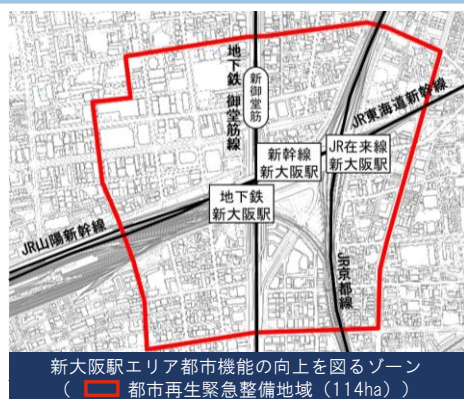 地下鉄 御堂筋線
新御堂筋
JR東海道新幹線
新幹線
新大阪駅
JR在来線
新大阪駅
地下鉄
新大阪駅
JR山陽新幹線
JR京都線
新大阪駅エリア都市機能の向上を図るゾーン
( 都市再生緊急整備地域(114ha))